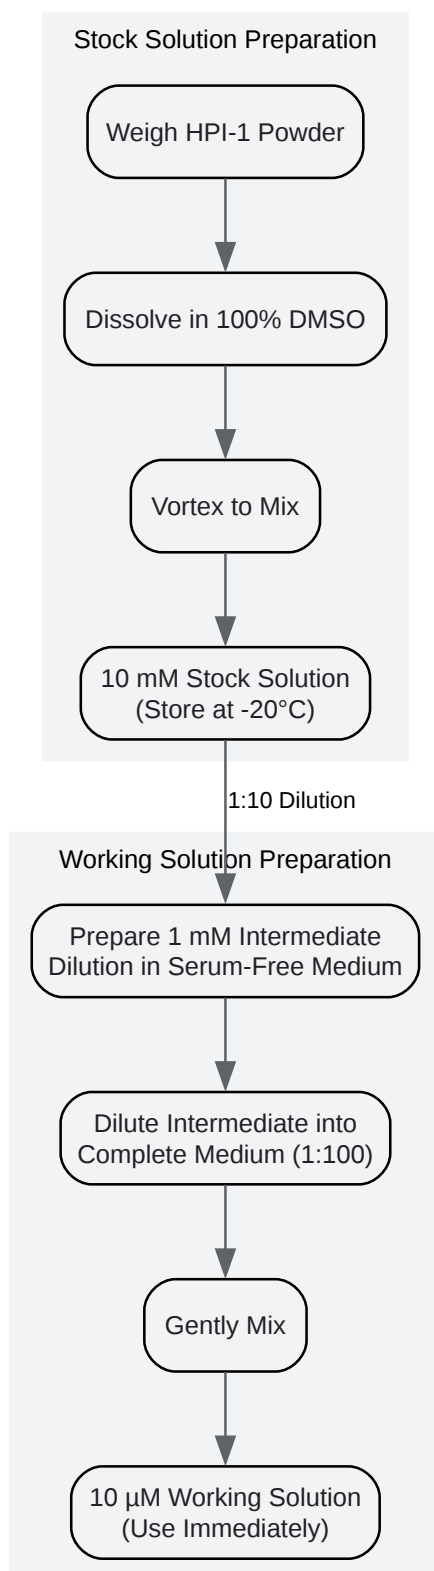 Stock Solution Preparation
Weigh HPI-1 Powder
Dissolve in 100% DMSO
Vortex to Mix
10 mM Stock Solution
(Store at -20°C)
1:10 Dilution
Working Solution Preparation
Prepare 1 mM Intermediate
Dilution in Serum-Free Medium
Dilute Intermediate into
Complete Medium (1:100)
Gently Mix
10 µM Working Solution
(Use Immediately)